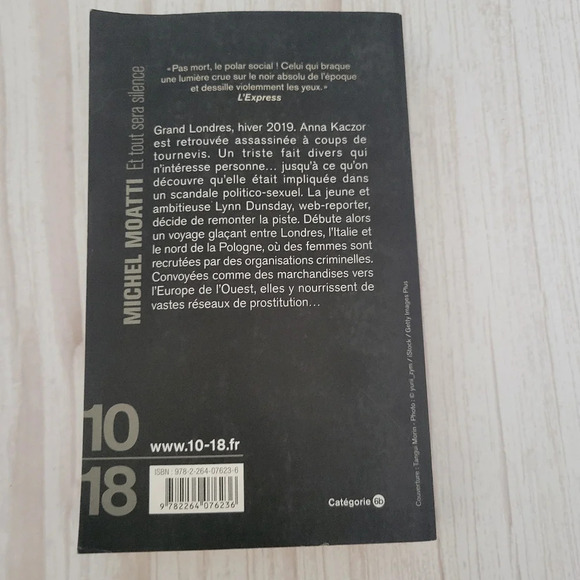 « Pas mort, le polar social ! Celui qui braque
une lumière crue sur le noir absolu de l'époque
et dessille violemment les yeux. »
L'Express
Grand Londres, hiver 2019. Anna Kaczor
est retrouvée assassinée à coups de
tournevis. Un triste fait divers qui
n'intéresse personne... jusqu'à ce qu'on
découvre qu'elle était impliquée dans
un scandale politico-sexuel. La jeune et
ambitieuse Lynn Dunsday, web-reporter,
décide de remonter la piste. Débute alors
un voyage glaçant entre Londres, l'Italie et
le nord de la Pologne, où des femmes sont
recrutées par des organisations criminelles.
Convoyées comme des marchandises vers
l'Europe de l'Ouest, elles y nourrissent de
vastes réseaux de prostitution...
MICHEL MOATTI Et tout sera silence
10
18
www.10-18.fr
ISBN : 978-2-264-07623-6
9 782264 076236
Catégorie 6b
Couverture : Tangui Morin - Photo : © yurii_zym / iStock / Getty Images Plus